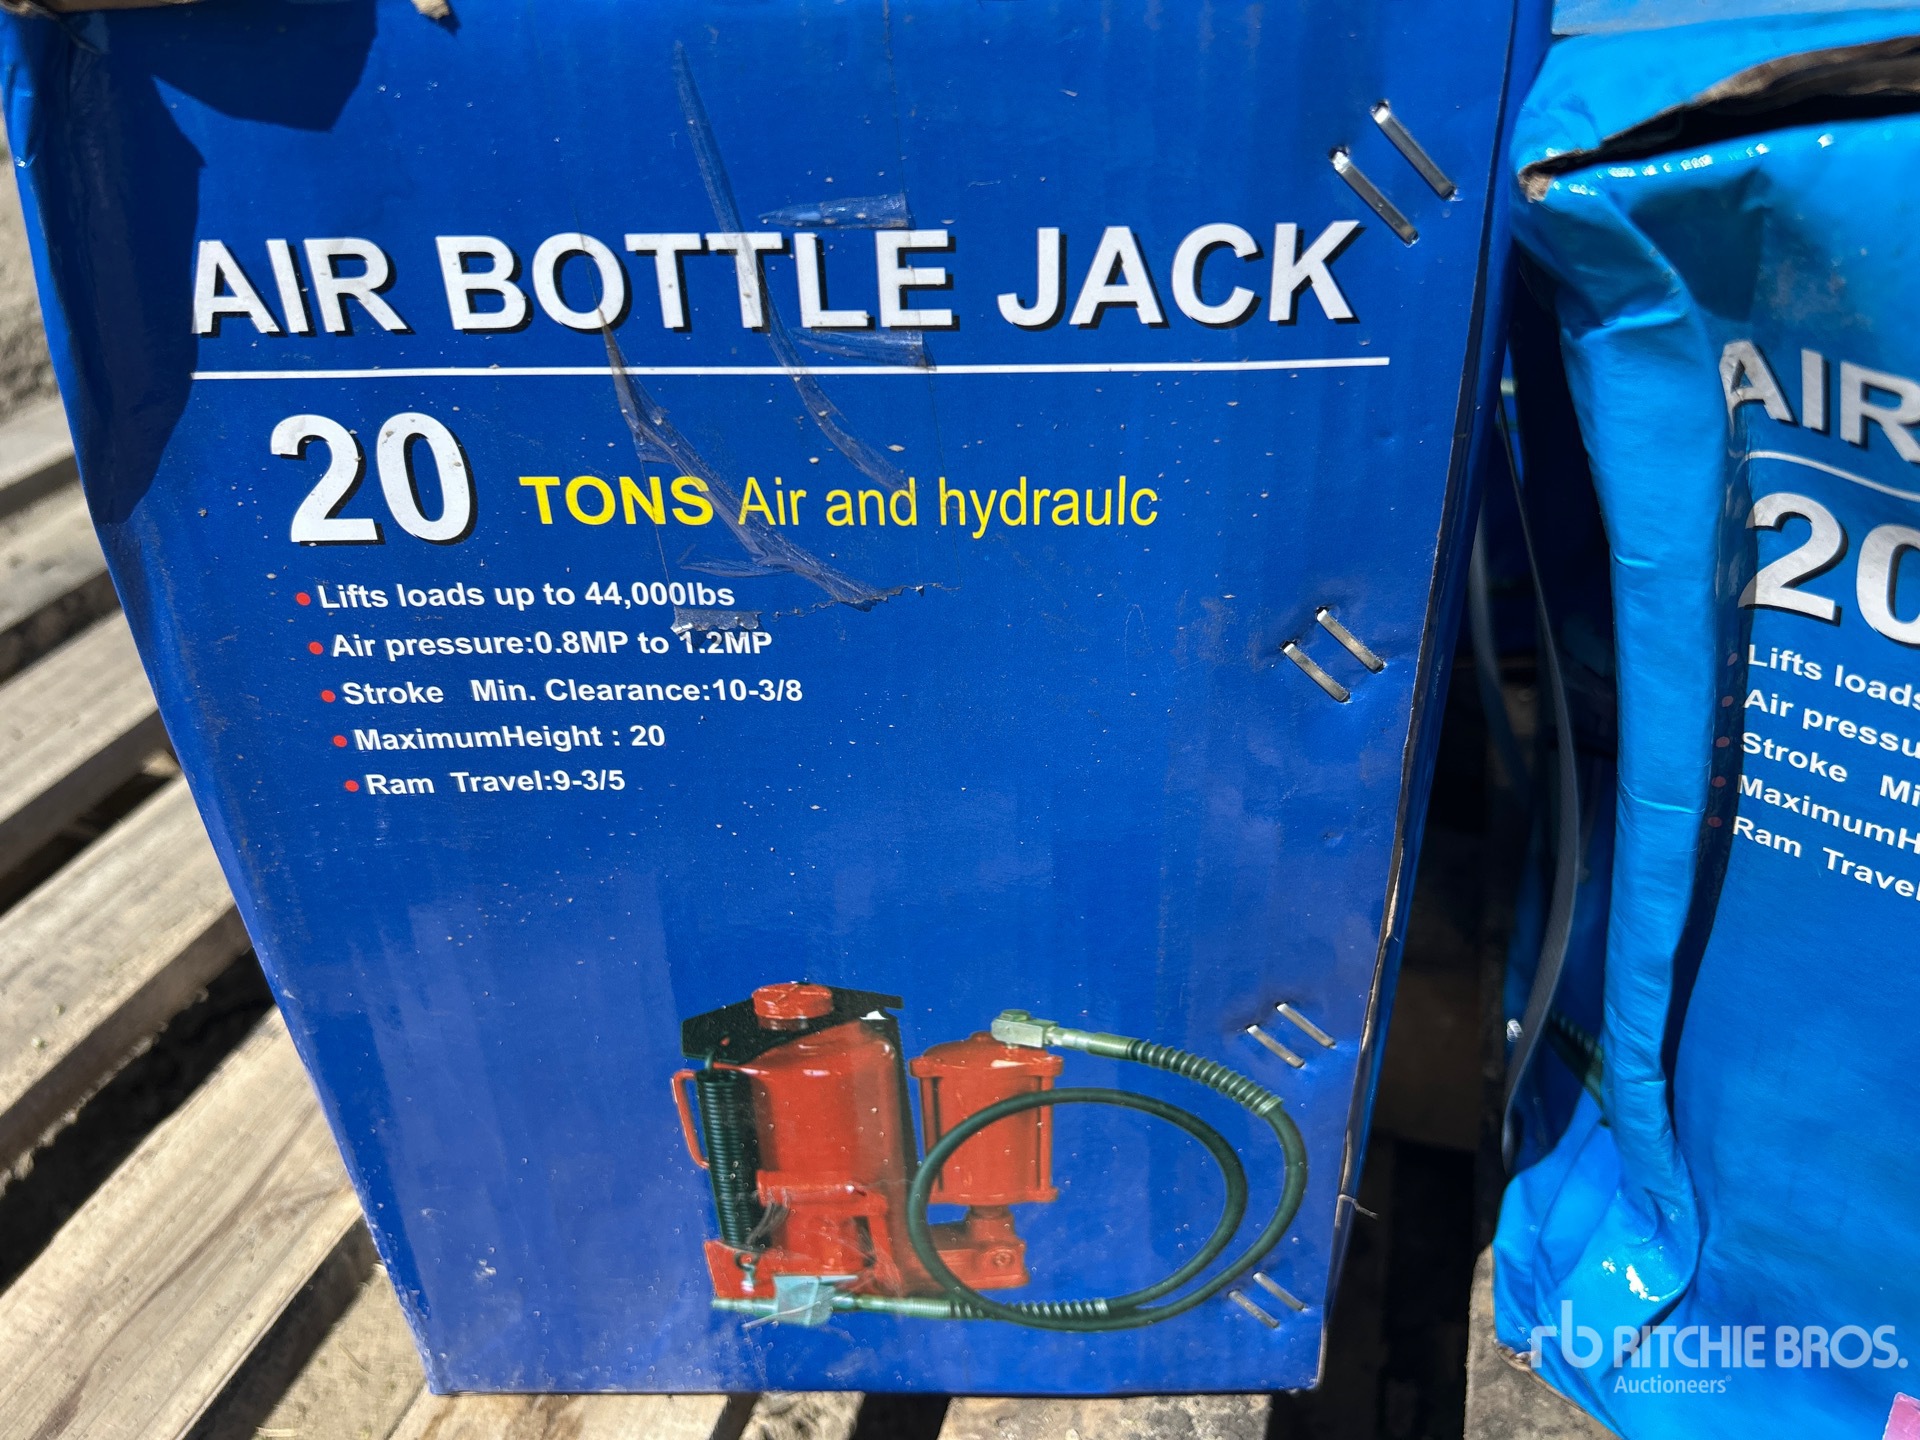 AIR BOTTLE JACK
20 TONS Air and hydraulc
Lifts loads up to 44,000lbs
Air pressure:0.8MP to 1.2MP
Stroke Min. Clearance:10-3/8
MaximumHeight : 20
Ram Travel:9-3/5
AIR
20
Lifts loads
Air pressu
Stroke Mi
MaximumH
Ram Travel
rb RITCHIE BROS.
Auctioneers